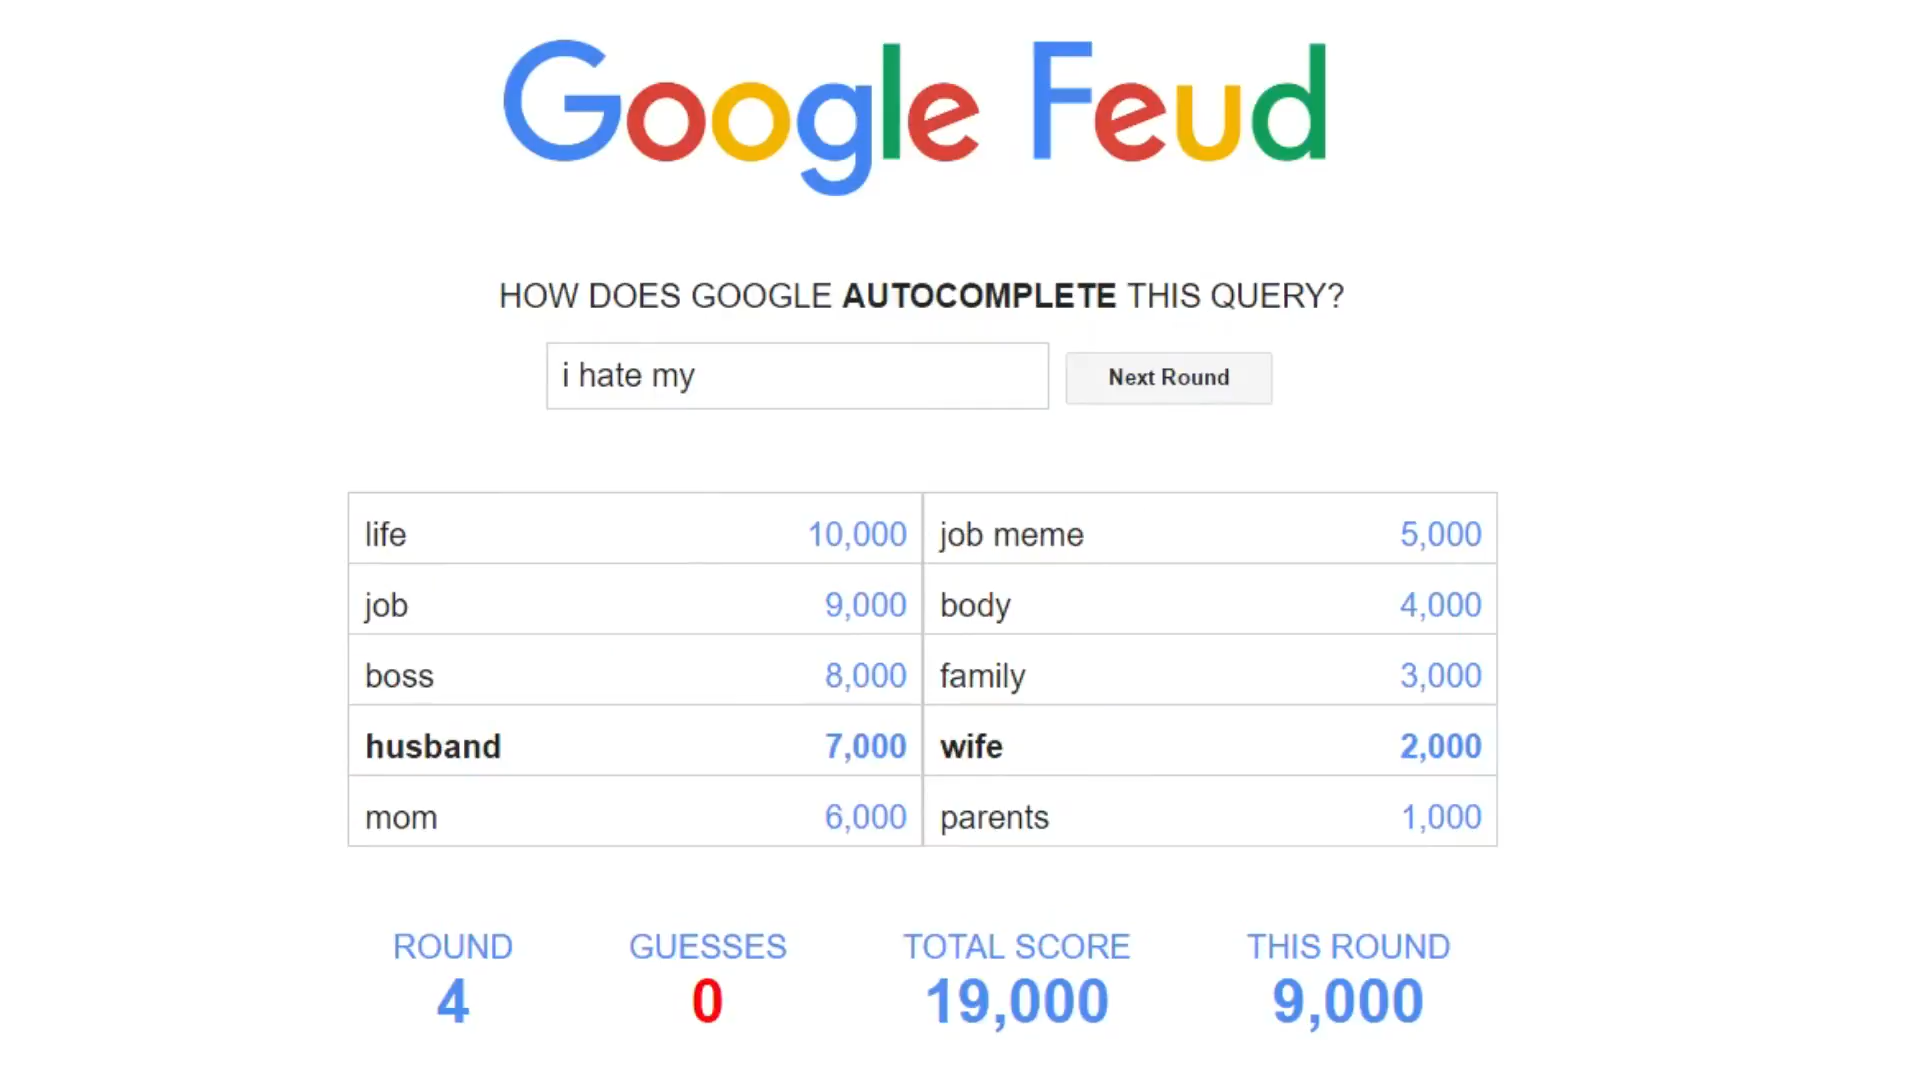 Google Feud
HOW DOES GOOGLE AUTOCOMPLETE THIS QUERY?
i hate my
Next Round
life 10,000 job meme 5,000
job 9,000 body 4,000
boss 8,000 family 3,000
husband 7,000 wife 2,000
mom 6,000 parents 1,000
ROUND GUESSES TOTAL SCORE THIS ROUND
4 0 19,000 9,000